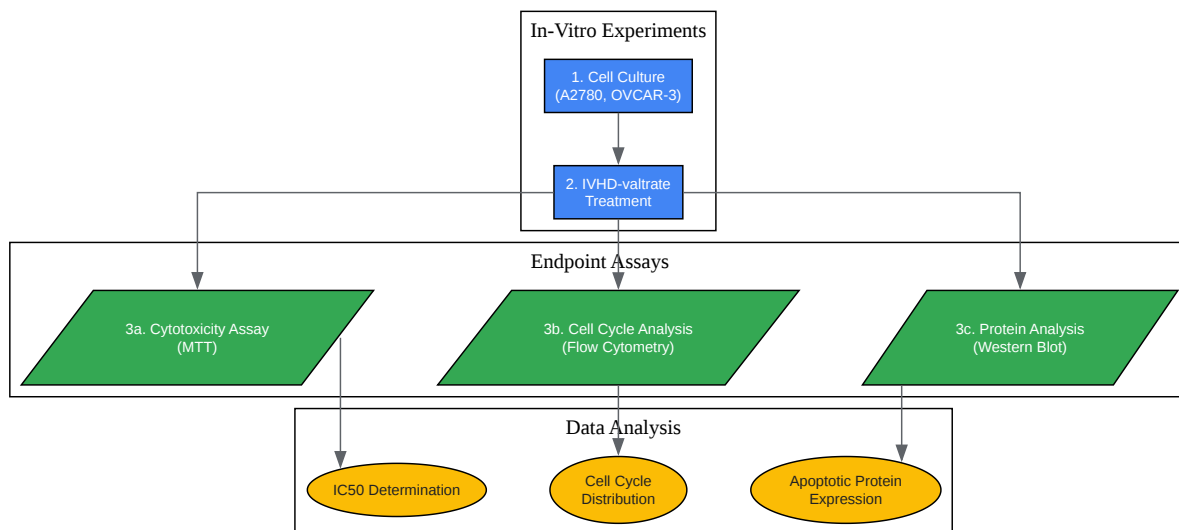 In-Vitro Experiments
1. Cell Culture
(A2780, OVCAR-3)
2. IVHD-valtrate
Treatment
Endpoint Assays
3a. Cytotoxicity Assay
(MTT)
3b. Cell Cycle Analysis
(Flow Cytometry)
3c. Protein Analysis
(Western Blot)
Data Analysis
IC50 Determination
Cell Cycle
Distribution
Apoptotic Protein
Expression